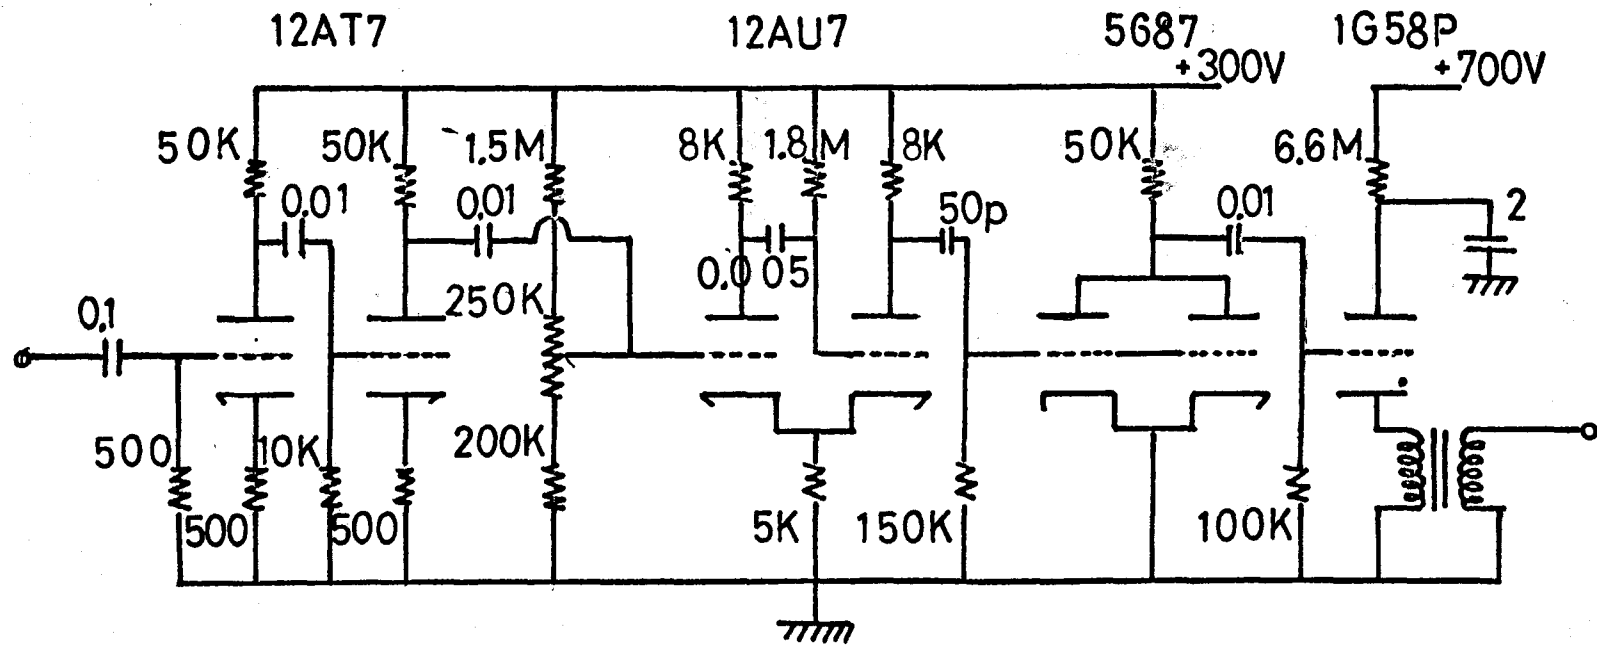 12AT7 12AU7 5687 1G58P
+300V +700V
50K 50K 1.5M 8K 1.8M 8K 50K 6.6M
0.01 0.01 50p 0.01 2
0.005
250K
0.1
500 10K 200K
500 500 5K 150K 100K